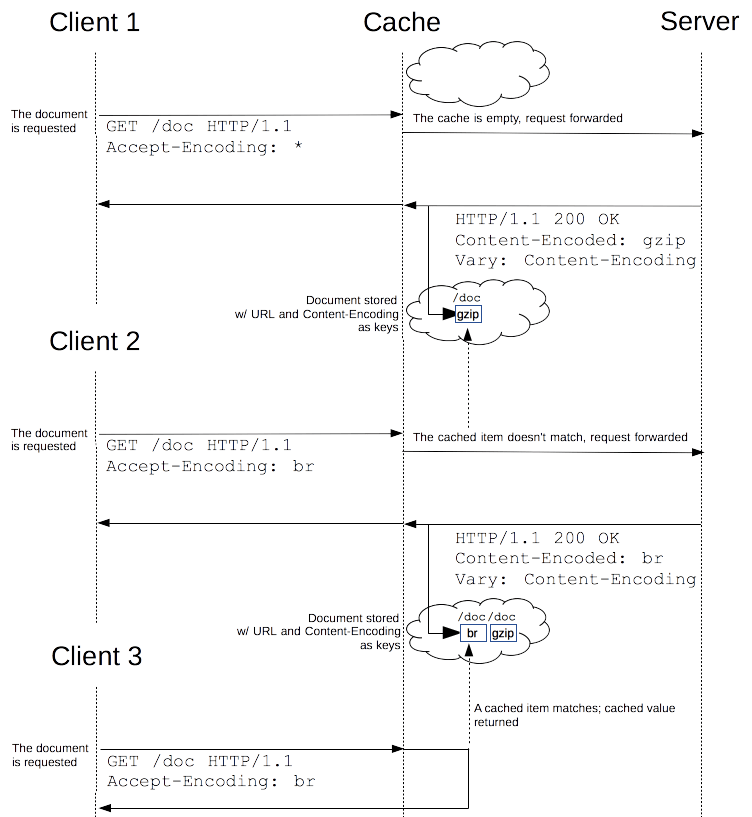 Client 1
Cache
Server
The document
is requested
GET /doc HTTP/1.1
Accept-Encoding: *
The cache is empty, request forwarded
HTTP/1.1 200 OK
Content-Encoded: gzip
Vary: Content-Encoding
Document stored
w/ URL and Content-Encoding
as keys
/doc
gzip
Client 2
The document
is requested
GET /doc HTTP/1.1
Accept-Encoding: br
The cached item doesn't match, request forwarded
HTTP/1.1 200 OK
Content-Encoded: br
Vary: Content-Encoding
Document stored
w/ URL and Content-Encoding
as keys
/doc /doc
br gzip
Client 3
A cached item matches; cached value
returned
The document
is requested
GET /doc HTTP/1.1
Accept-Encoding: br